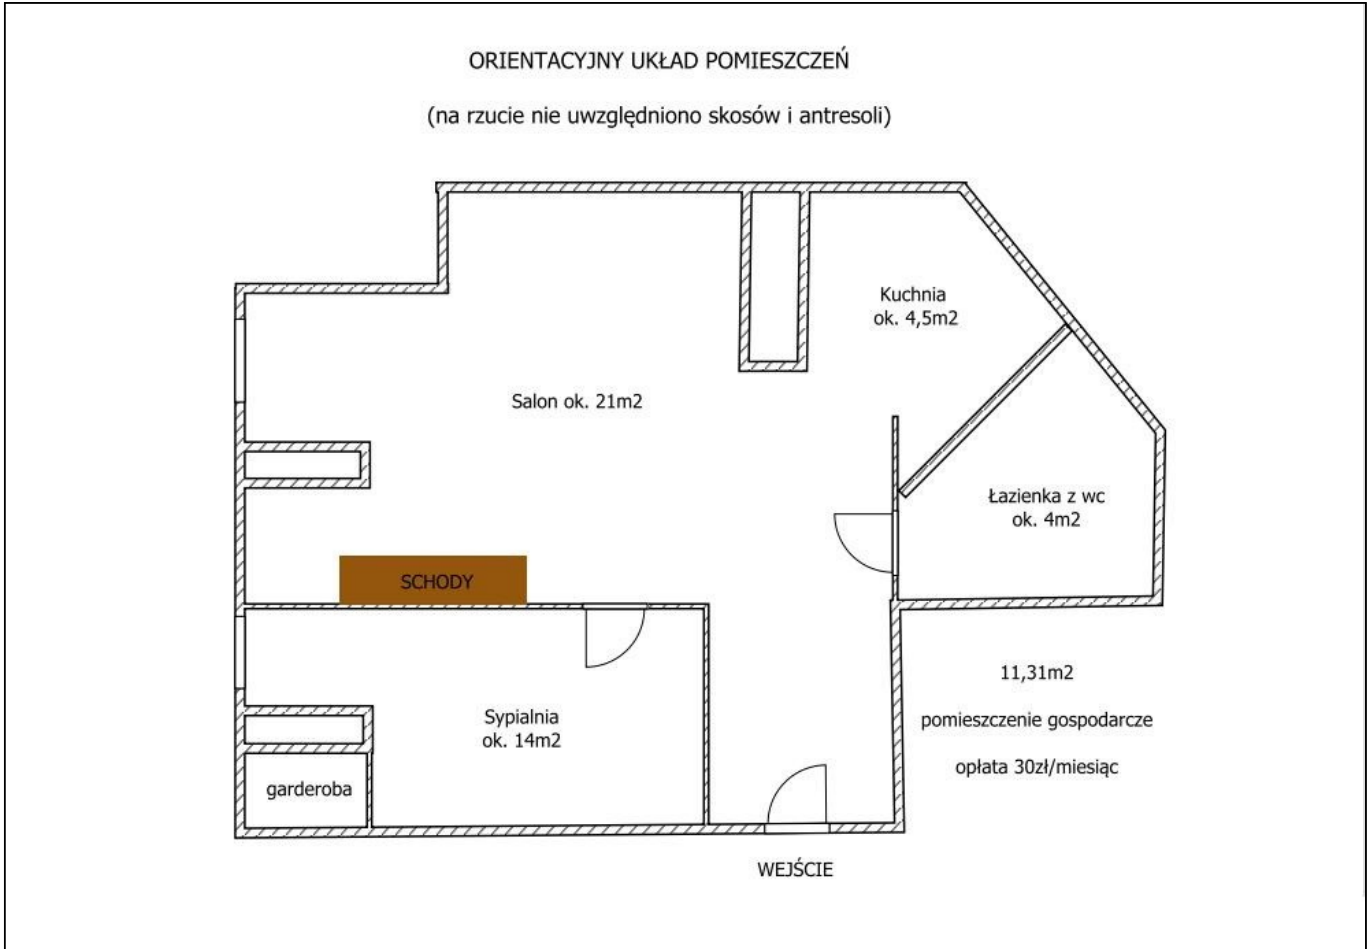 ORIENTACYJNY UKŁAD POMIESZCZEŃ
(na rzucie nie uwzględniono skosów i antresoli)
Kuchnia
ok. 4,5m2
Salon ok. 21m2
Łazienka z wc
ok. 4m2
SCHODY
11,31m2
pomieszczenie gospodarcze
opłata 30zł/miesiąc
Sypialnia
ok. 14m2
garderoba
WEJŚCIE